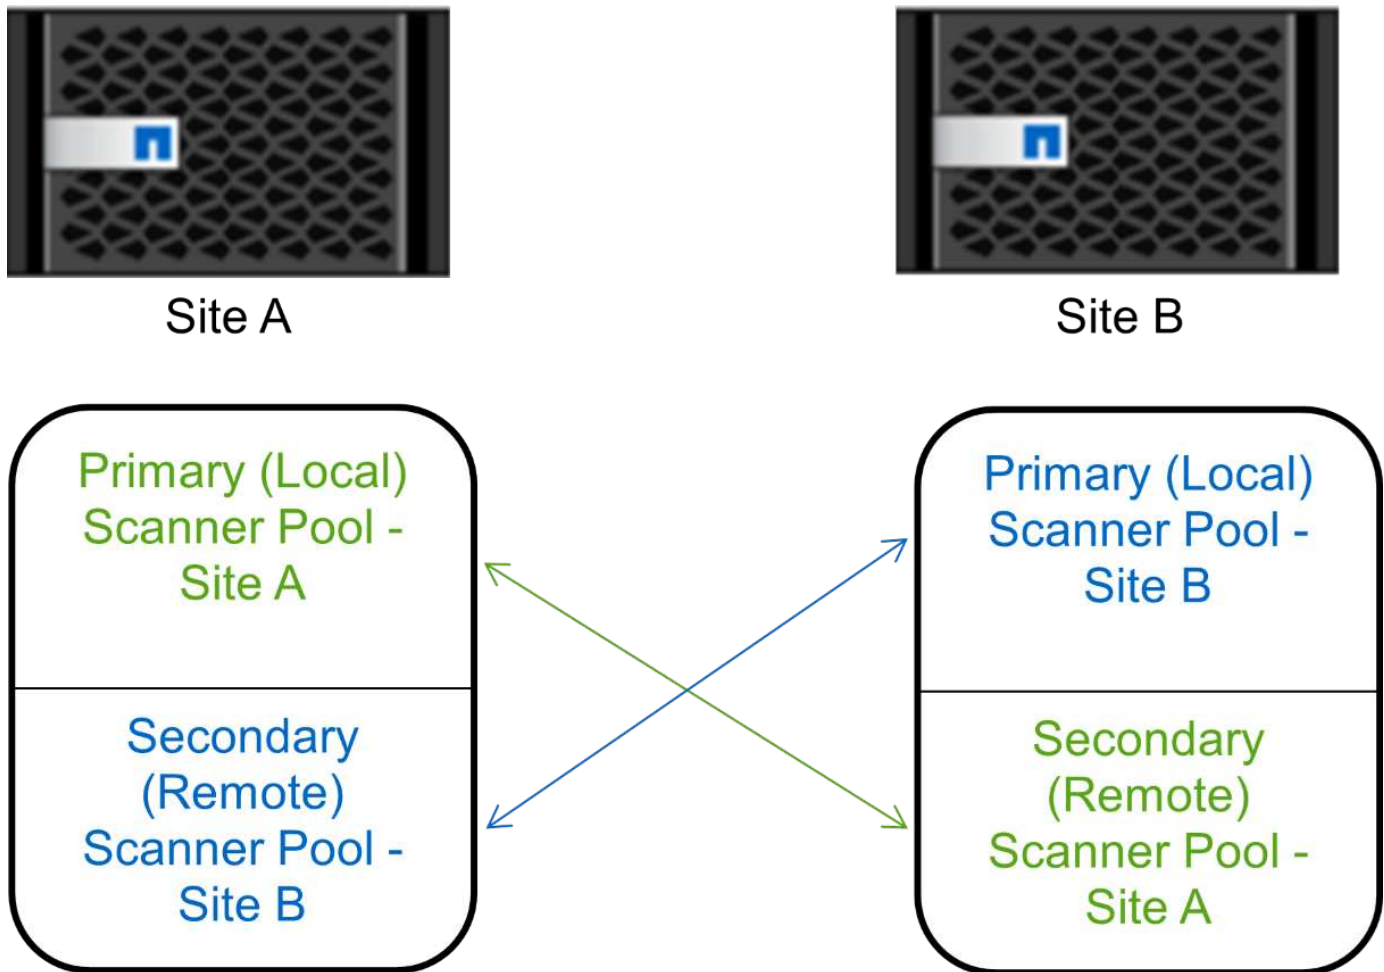 Site A
Site B
Primary (Local)
Scanner Pool -
Site A
Secondary
(Remote)
Scanner Pool -
Site B
Primary (Local)
Scanner Pool -
Site B
Secondary
(Remote)
Scanner Pool -
Site A